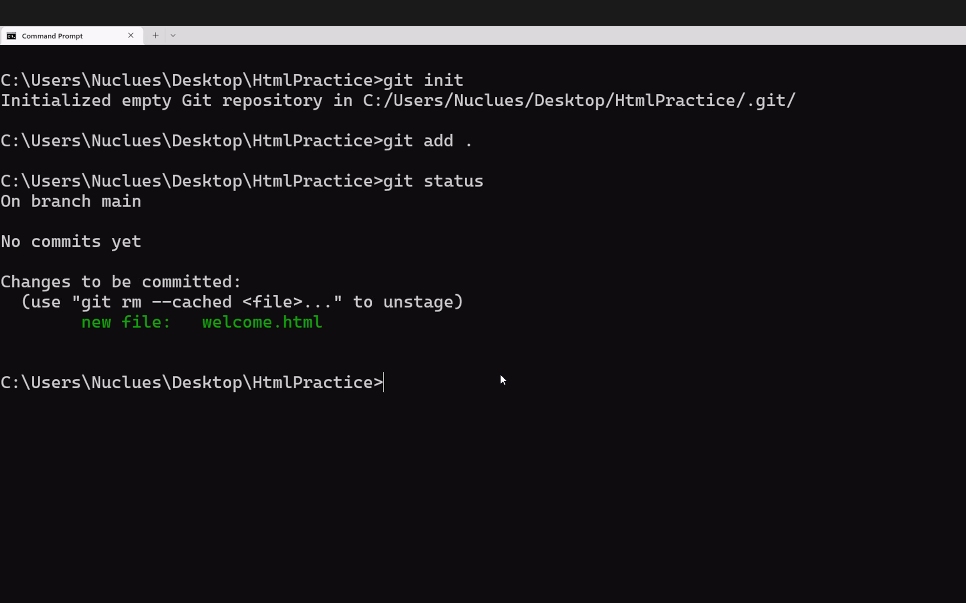 Command Prompt
C:\Users\Nuclues\Desktop\HtmlPractice>git init
Initialized empty Git repository in C:/Users/Nuclues/Desktop/HtmlPractice/.git/
C:\Users\Nuclues\Desktop\HtmlPractice>git add .
C:\Users\Nuclues\Desktop\HtmlPractice>git status
On branch main
No commits yet
Changes to be committed:
  (use "git rm --cached <file>..." to unstage)
        new file:   welcome.html
C:\Users\Nuclues\Desktop\HtmlPractice>